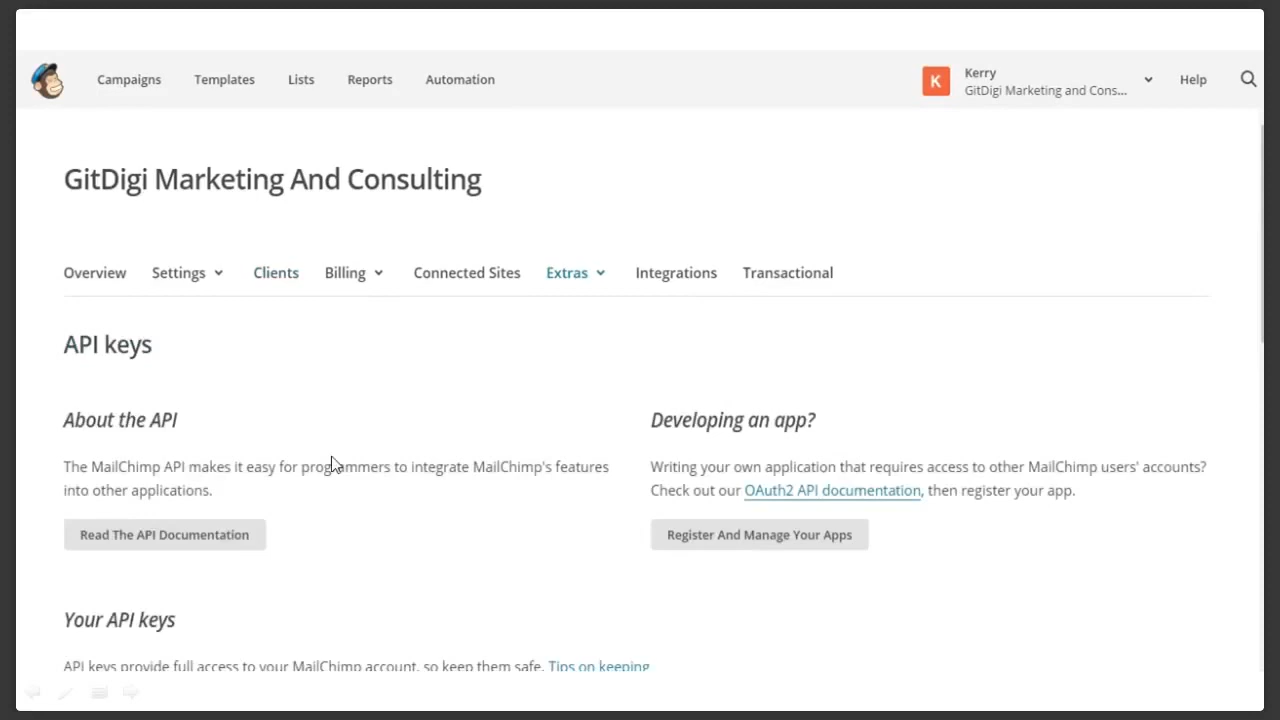 Campaigns Templates Lists Reports Automation
K
Kerry
GitDigi Marketing and Cons...
Help
GitDigi Marketing And Consulting
Overview Settings Clients Billing Connected Sites Extras Integrations Transactional
API keys
About the API
The MailChimp API makes it easy for programmers to integrate MailChimp's features
into other applications.
Read The API Documentation
Developing an app?
Writing your own application that requires access to other MailChimp users' accounts?
Check out our OAuth2 API documentation, then register your app.
Register And Manage Your Apps
Your API keys
API keys provide full access to your MailChimp account, so keep them safe. Tips on keeping